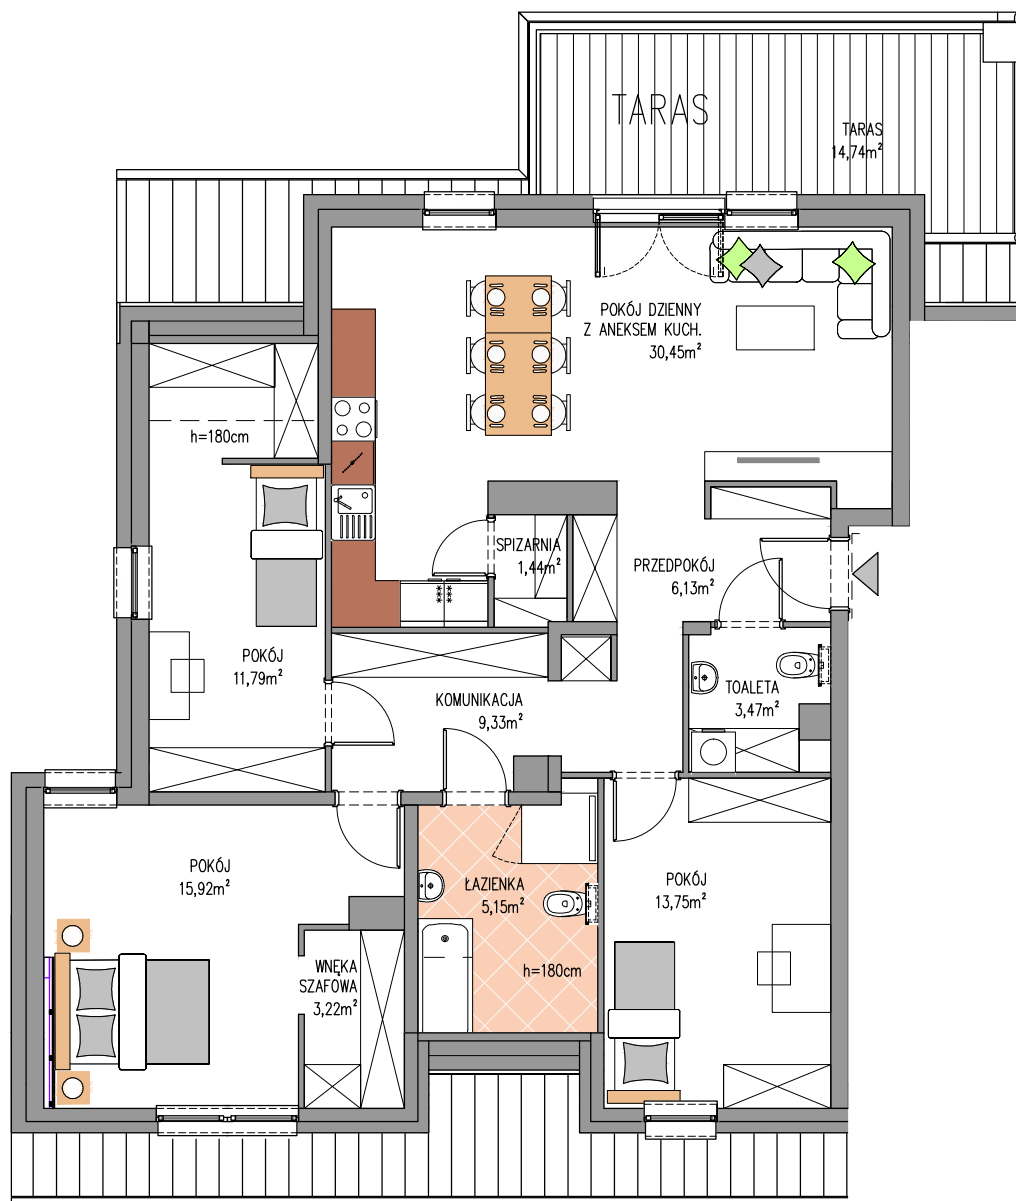 TARAS
TARAS
14,74m²
POKÓJ DZIENNY
Z ANEKSEM KUCH.
30,45m²
h=180cm
SPIZARNIA
1,44m²
PRZEDPOKÓJ
6,13m²
POKÓJ
11,79m²
KOMUNIKACJA
9,33m²
TOALETA
3,47m²
POKÓJ
15,92m²
ŁAZIENKA
5,15m²
POKÓJ
13,75m²
WNĘKA
SZAFOWA
3,22m²
h=180cm